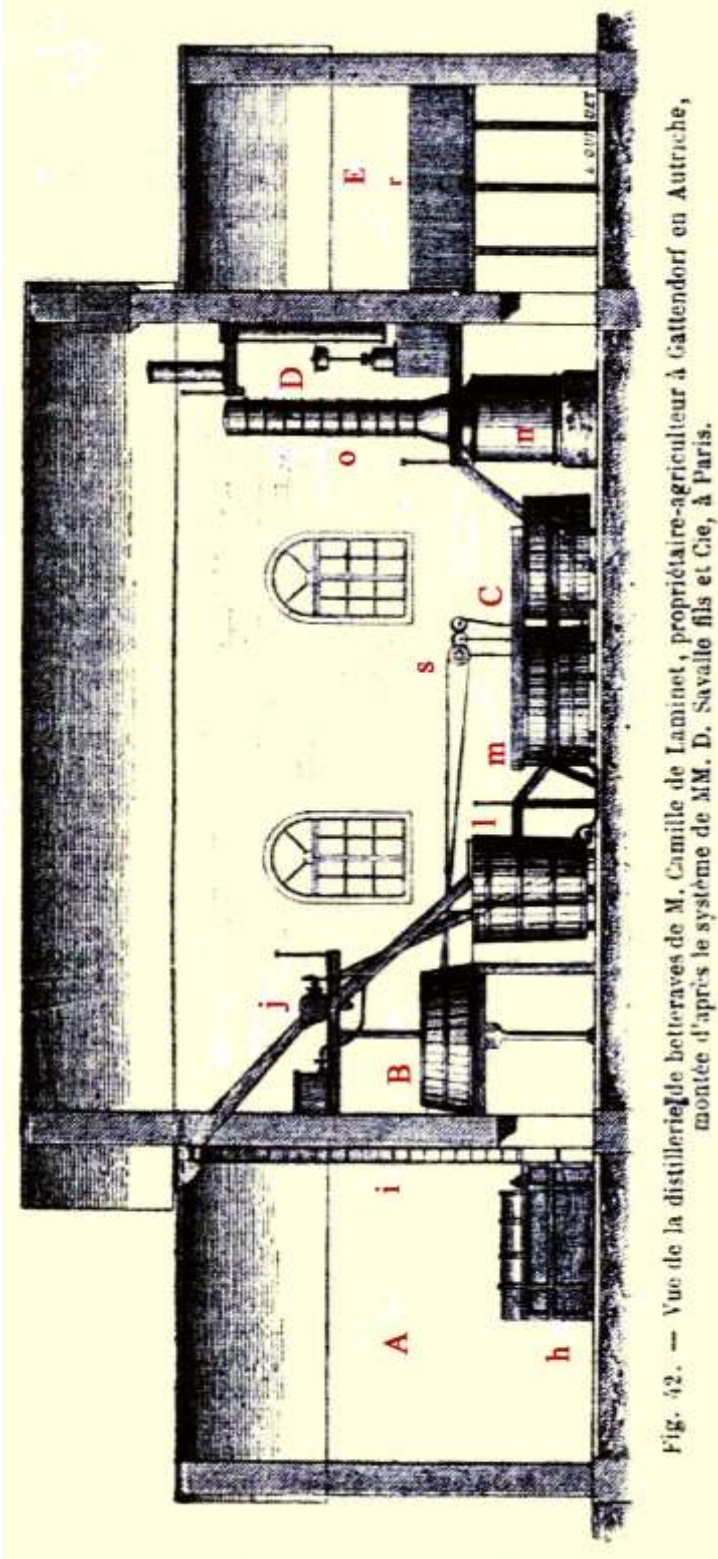 A
h
i
j
B
l
m
s
C
o
D
n
E
r
Fig. 42. — Vue de la distillerie de betteraves de M. Camille de Laminet, propriétaire-agriculteur à Gattendorf en Autriche,
montée d'après le système de MM. D. Savalle fils et Cie, à Paris.